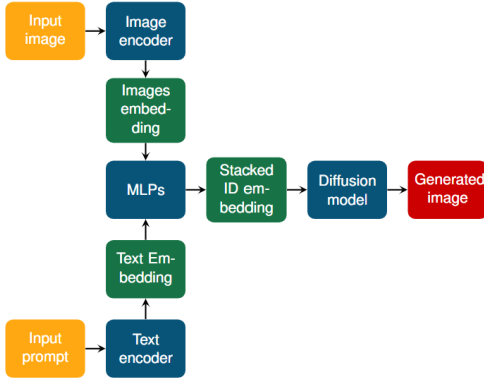 Input
image
Image
encoder
Images
embed-
ding
MLPs
Stacked
ID em-
bedding
Diffusion
model
Generated
image
Text Em-
bedding
Input
prompt
Text
encoder